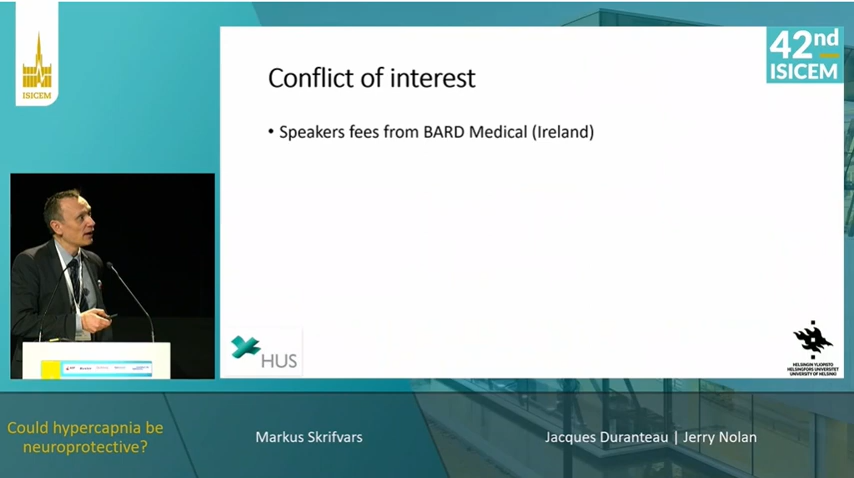 ISICEM
42nd
ISICEM
Conflict of interest
• Speakers fees from BARD Medical (Ireland)
HUS
HELSINGIN YLIOPISTO
HELSINGFORS UNIVERSITET
UNIVERSITY OF HELSINKI
Could hypercapnia be
neuroprotective?
Markus Skrifvars
Jacques Duranteau | Jerry Nolan